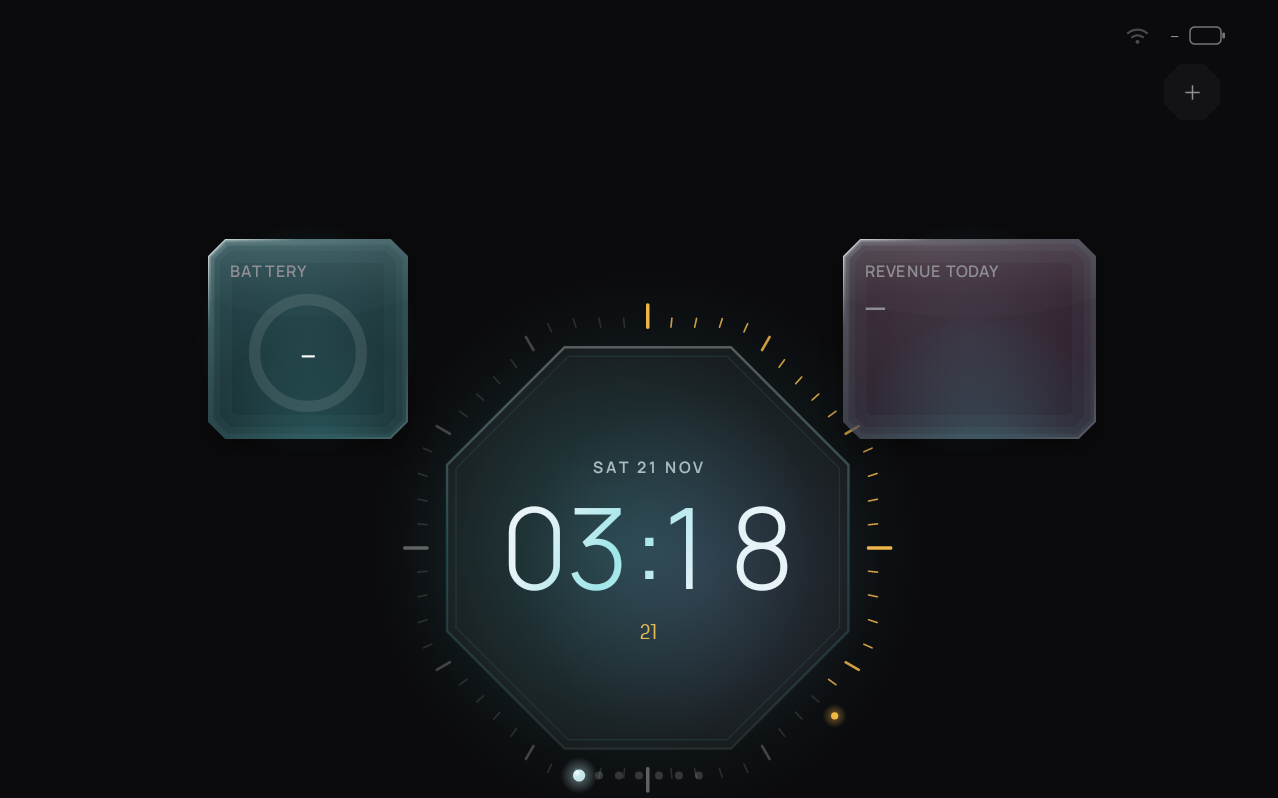 –
+
BATTERY
–
REVENUE TODAY
—
SAT 21 NOV
03:18
21